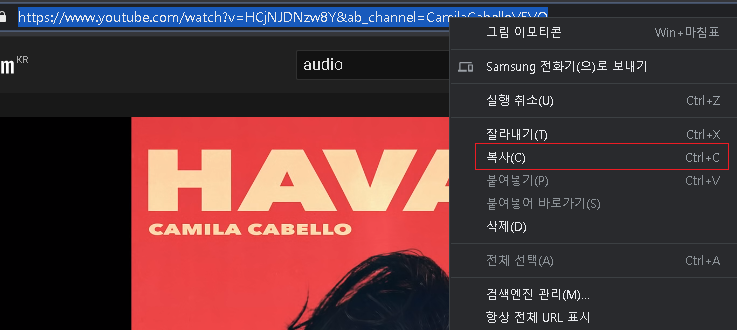 https://www.youtube.com/watch?v=HCjNJDNzw8Y&ab_channel=CamilaCabelloVEVO
m KR
audio
HAVA
CAMILA CABELLO
그림 이모티콘 Win+마침표
Samsung 전화기(으)로 보내기
실행 취소(U) Ctrl+Z
잘라내기(T) Ctrl+X
복사(C) Ctrl+C
붙여넣기(P) Ctrl+V
붙여넣어 바로가기(S)
삭제(D)
전체 선택(A) Ctrl+A
검색엔진 관리(M)...
항상 전체 URL 표시